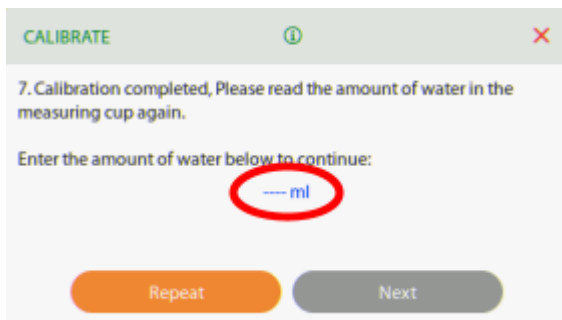 CALIBRATE
7. Calibration completed, Please read the amount of water in the
measuring cup again.
Enter the amount of water below to continue:
---- ml
Repeat
Next